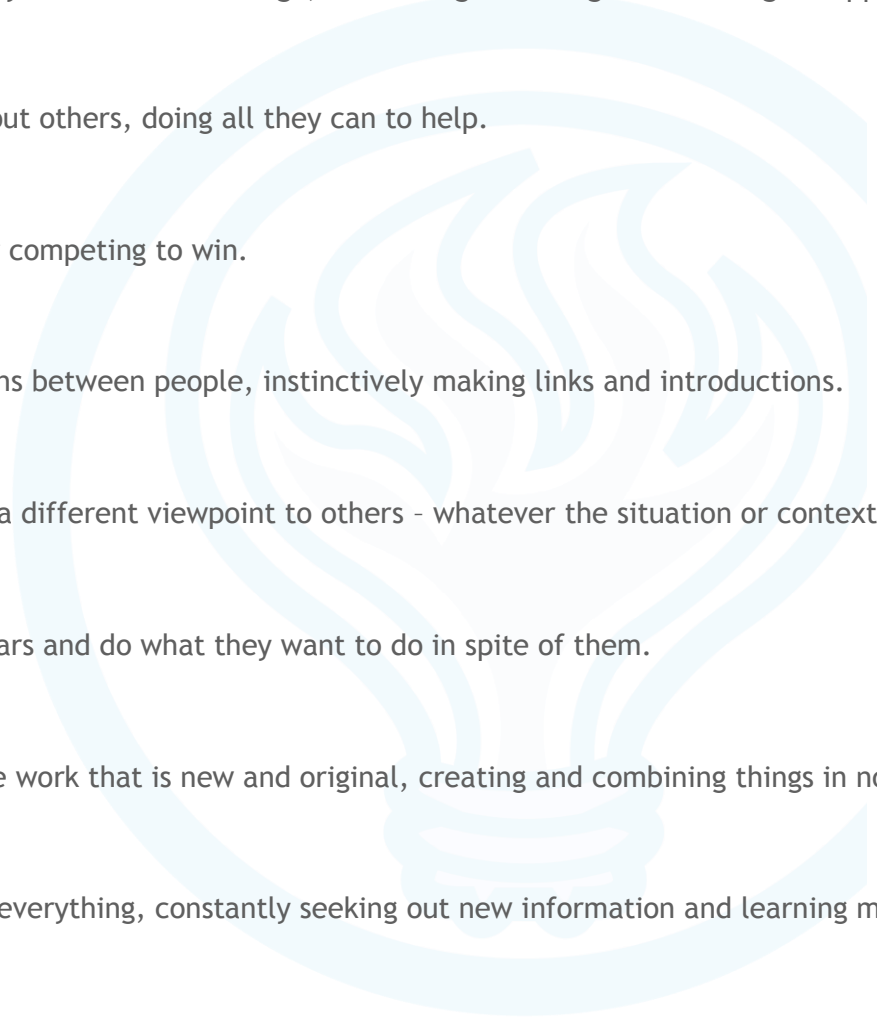 out others, doing all they can to help.
competing to win.
ns between people, instinctively making links and introductions.
a different viewpoint to others – whatever the situation or context
ars and do what they want to do in spite of them.
e work that is new and original, creating and combining things in no
everything, constantly seeking out new information and learning m